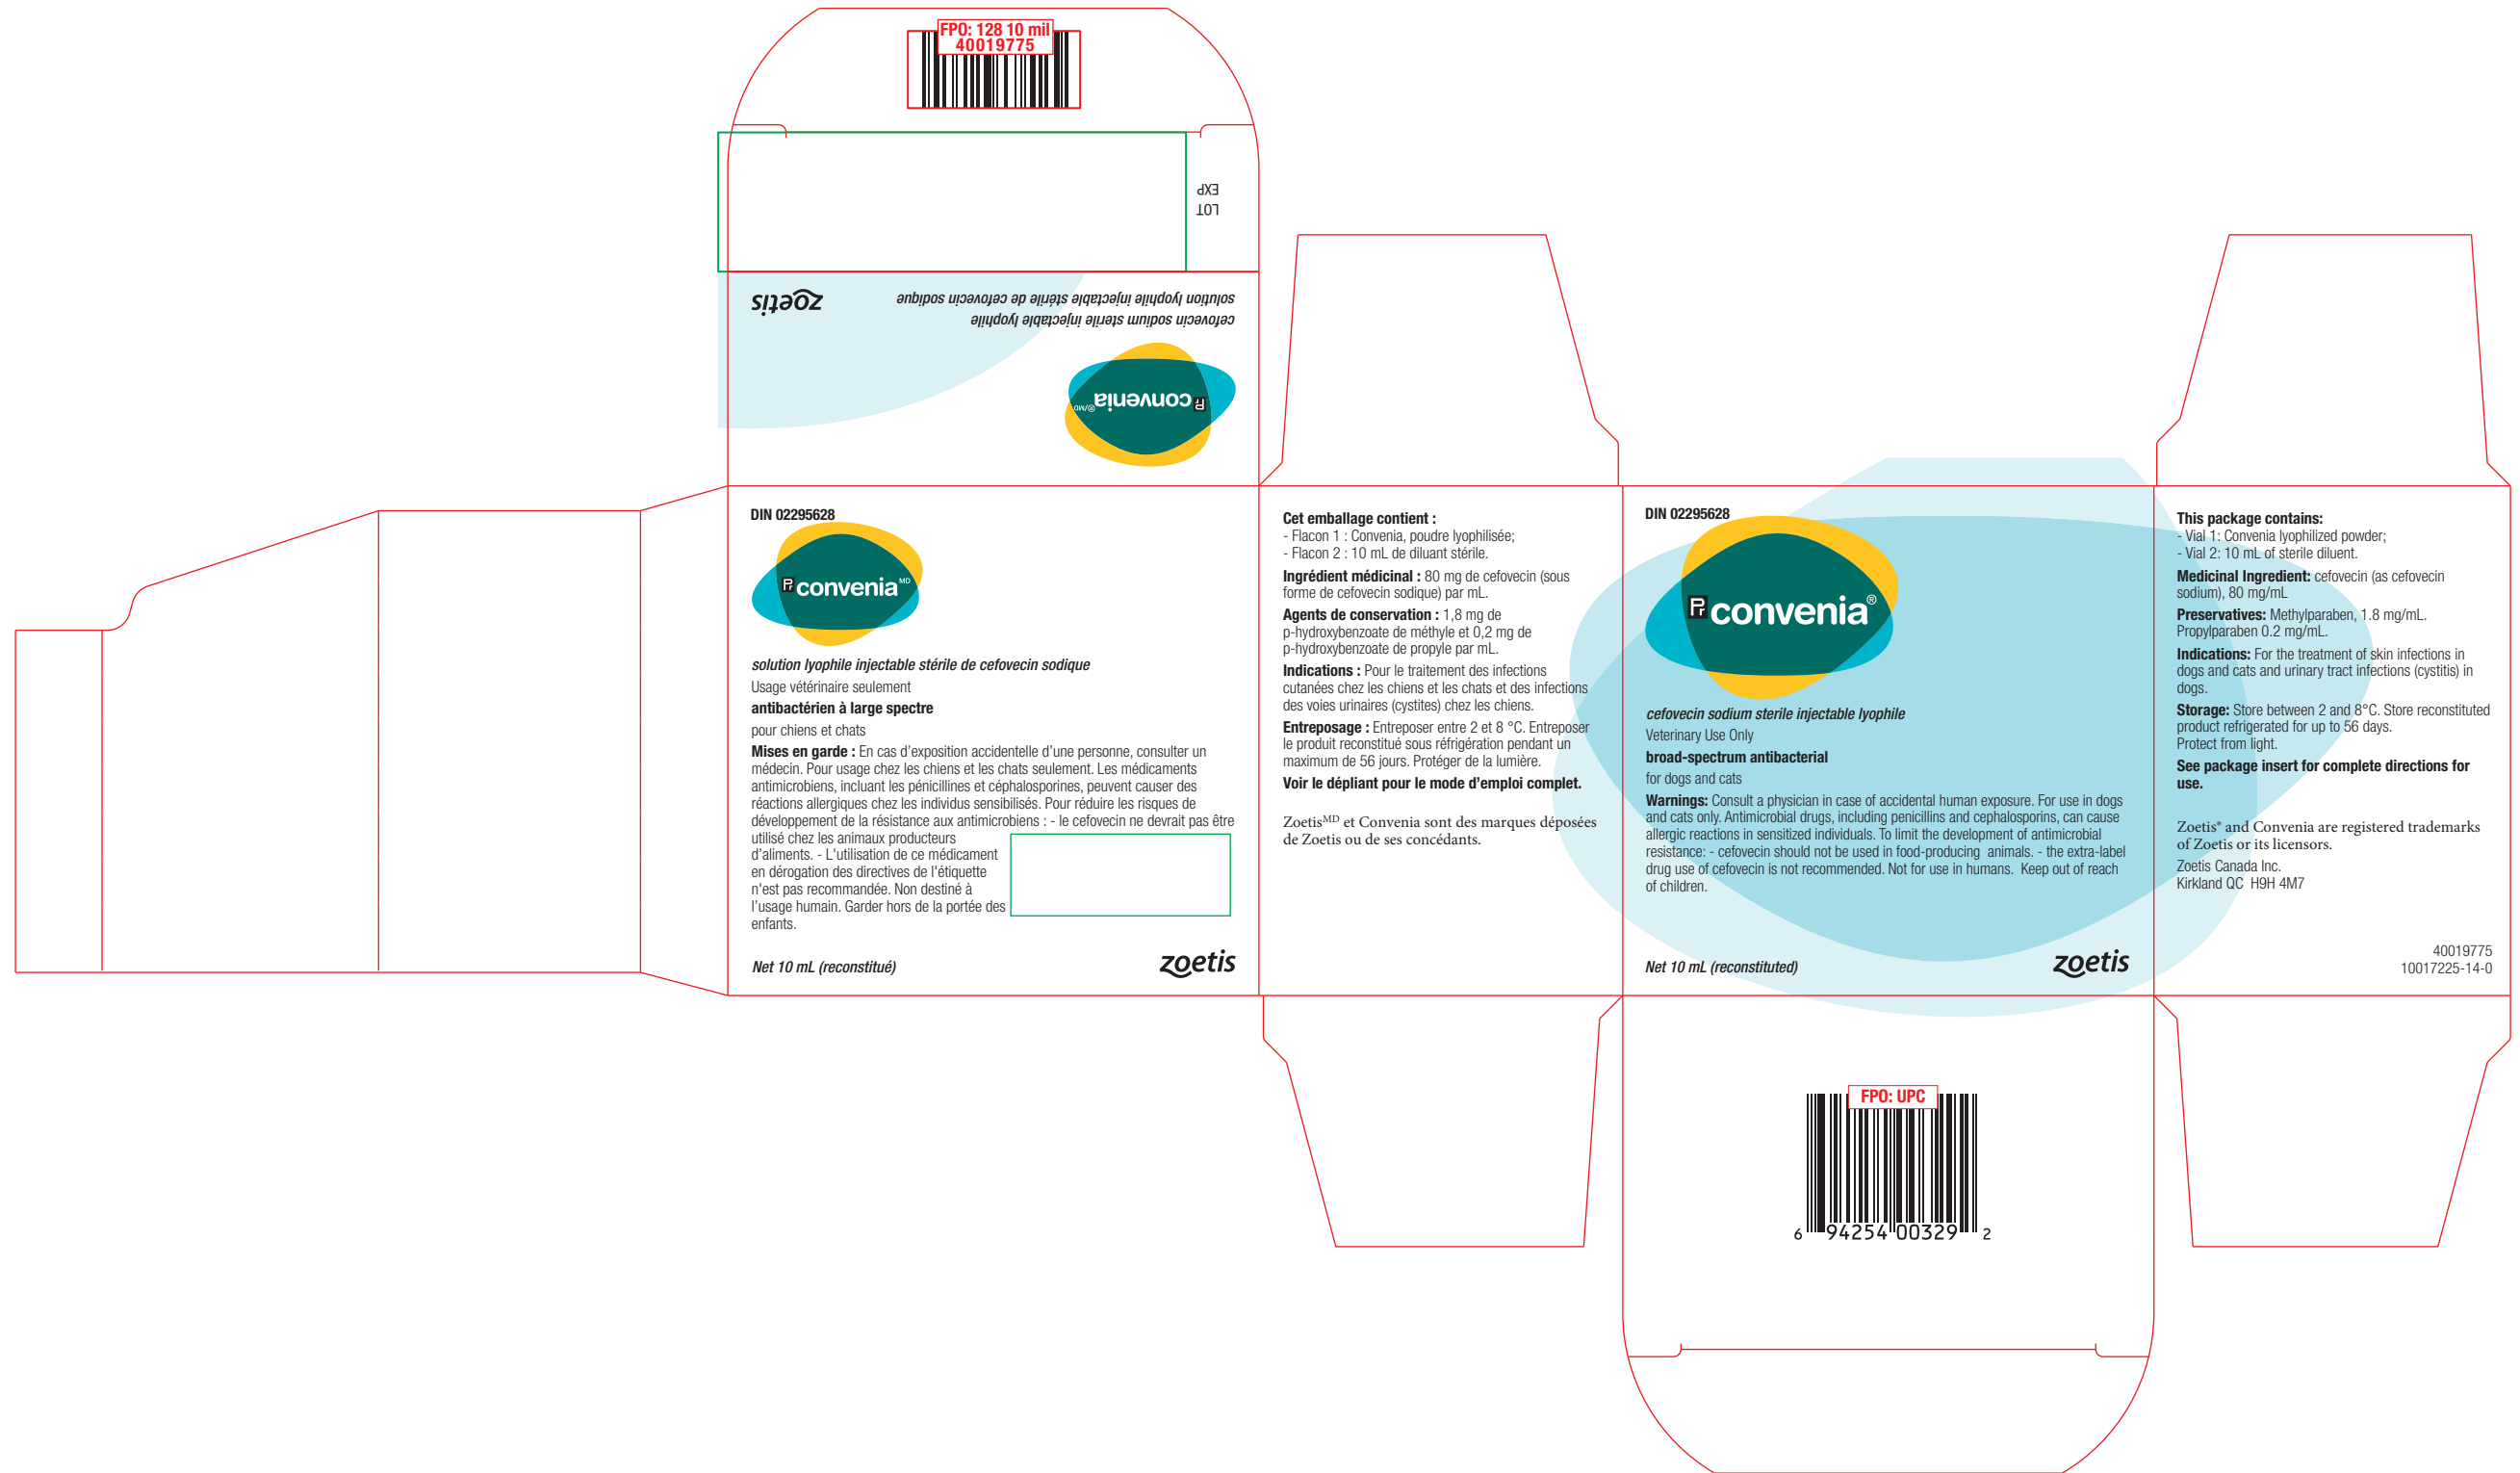 FPO: 128 10 mil
40019775
LOT
EXP
cefovecin sodium sterile injectable lyophile
solution lyophile injectable stérile de cefovecin sodique
zoetis
Pr convenia®/MD
DIN 02295628
Pr convenia MD
solution lyophile injectable stérile de cefovecin sodique
Usage vétérinaire seulement
antibactérien à large spectre
pour chiens et chats
Mises en garde : En cas d'exposition accidentelle d'une personne, consulter un
médecin. Pour usage chez les chiens et les chats seulement. Les médicaments
antimicrobiens, incluant les pénicillines et céphalosporines, peuvent causer des
réactions allergiques chez les individus sensibilisés. Pour réduire les risques de
développement de la résistance aux antimicrobiens : - le cefovecin ne devrait pas être
utilisé chez les animaux producteurs
d'aliments. - L'utilisation de ce médicament
en dérogation des directives de l'étiquette
n'est pas recommandée. Non destiné à
l'usage humain. Garder hors de la portée des
enfants.
Net 10 mL (reconstitué)
zoetis
Cet emballage contient :
- Flacon 1 : Convenia, poudre lyophilisée;
- Flacon 2 : 10 mL de diluant stérile.
Ingrédient médicinal : 80 mg de cefovecin (sous
forme de cefovecin sodique) par mL.
Agents de conservation : 1,8 mg de
p-hydroxybenzoate de méthyle et 0,2 mg de
p-hydroxybenzoate de propyle par mL.
Indications : Pour le traitement des infections
cutanées chez les chiens et les chats et des infections
des voies urinaires (cystites) chez les chiens.
Entreposage : Entreposer entre 2 et 8 °C. Entreposer
le produit reconstitué sous réfrigération pendant un
maximum de 56 jours. Protéger de la lumière.
Voir le dépliant pour le mode d'emploi complet.
Zoetis MD et Convenia sont des marques déposées
de Zoetis ou de ses concédants.
DIN 02295628
Pr convenia®
cefovecin sodium sterile injectable lyophile
Veterinary Use Only
broad-spectrum antibacterial
for dogs and cats
Warnings: Consult a physician in case of accidental human exposure. For use in dogs
and cats only. Antimicrobial drugs, including penicillins and cephalosporins, can cause
allergic reactions in sensitized individuals. To limit the development of antimicrobial
resistance: - cefovecin should not be used in food-producing animals. - the extra-label
drug use of cefovecin is not recommended. Not for use in humans. Keep out of reach
of children.
Net 10 mL (reconstituted)
zoetis
This package contains:
- Vial 1: Convenia lyophilized powder;
- Vial 2: 10 mL of sterile diluent.
Medicinal Ingredient: cefovecin (as cefovecin
sodium), 80 mg/mL
Preservatives: Methylparaben, 1.8 mg/mL.
Propylparaben 0.2 mg/mL.
Indications: For the treatment of skin infections in
dogs and cats and urinary tract infections (cystitis) in
dogs.
Storage: Store between 2 and 8°C. Store reconstituted
product refrigerated for up to 56 days.
Protect from light.
See package insert for complete directions for
use.
Zoetis® and Convenia are registered trademarks
of Zoetis or its licensors.
Zoetis Canada Inc.
Kirkland QC H9H 4M7
40019775
10017225-14-0
FPO: UPC
6 94254 00329 2